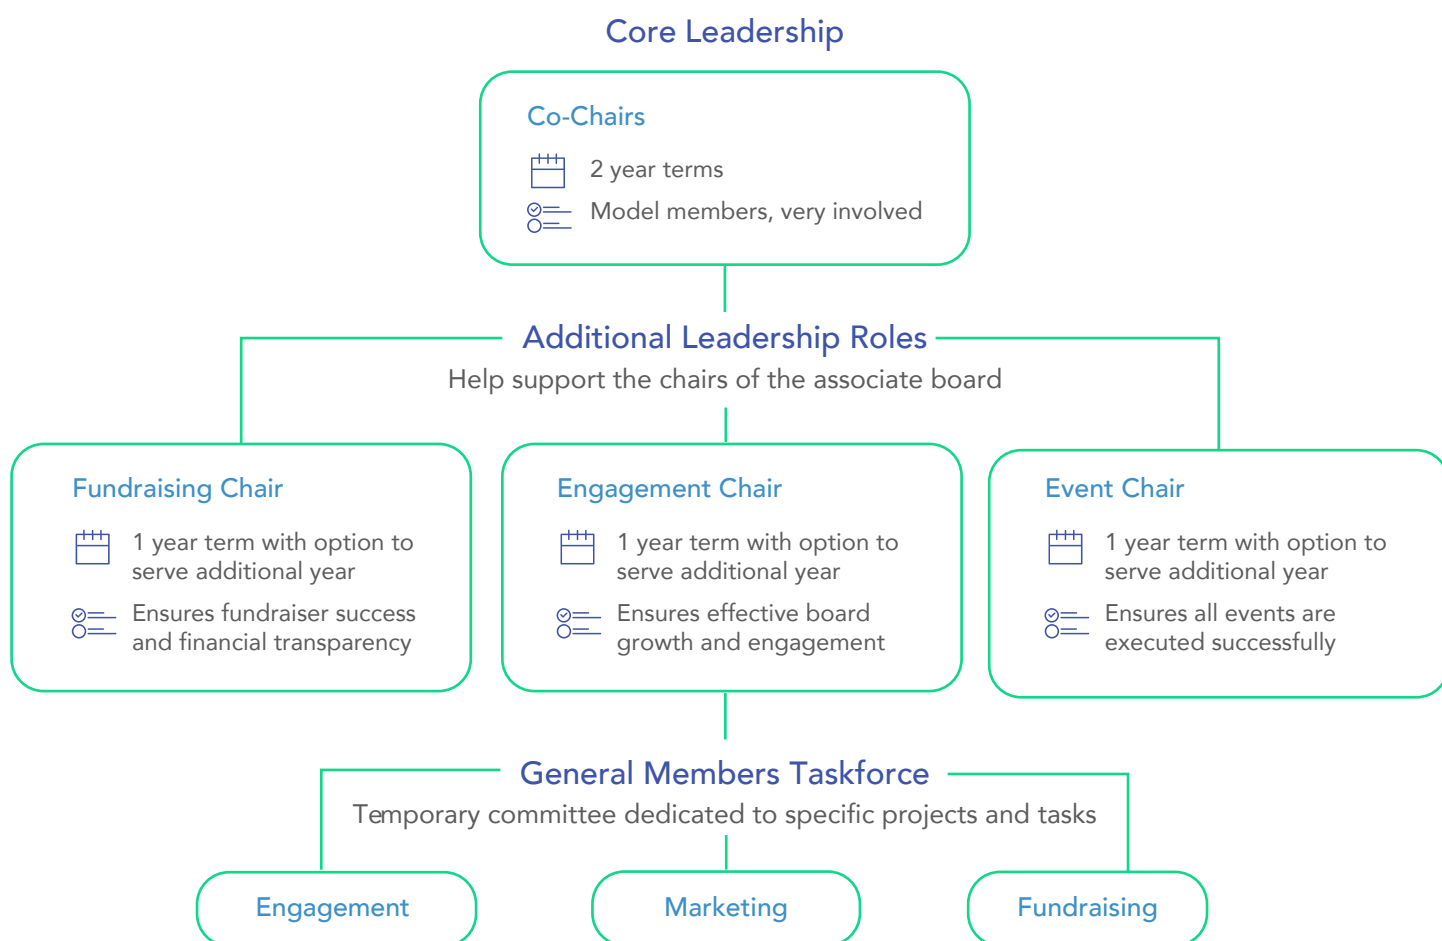 Core Leadership
Co-Chairs
2 year terms
Model members, very involved
Additional Leadership Roles
Help support the chairs of the associate board
Fundraising Chair
1 year term with option to
serve additional year
Ensures fundraiser success
and financial transparency
Engagement Chair
1 year term with option to
serve additional year
Ensures effective board
growth and engagement
Event Chair
1 year term with option to
serve additional year
Ensures all events are
executed successfully
General Members Taskforce
Temporary committee dedicated to specific projects and tasks
Engagement
Marketing
Fundraising